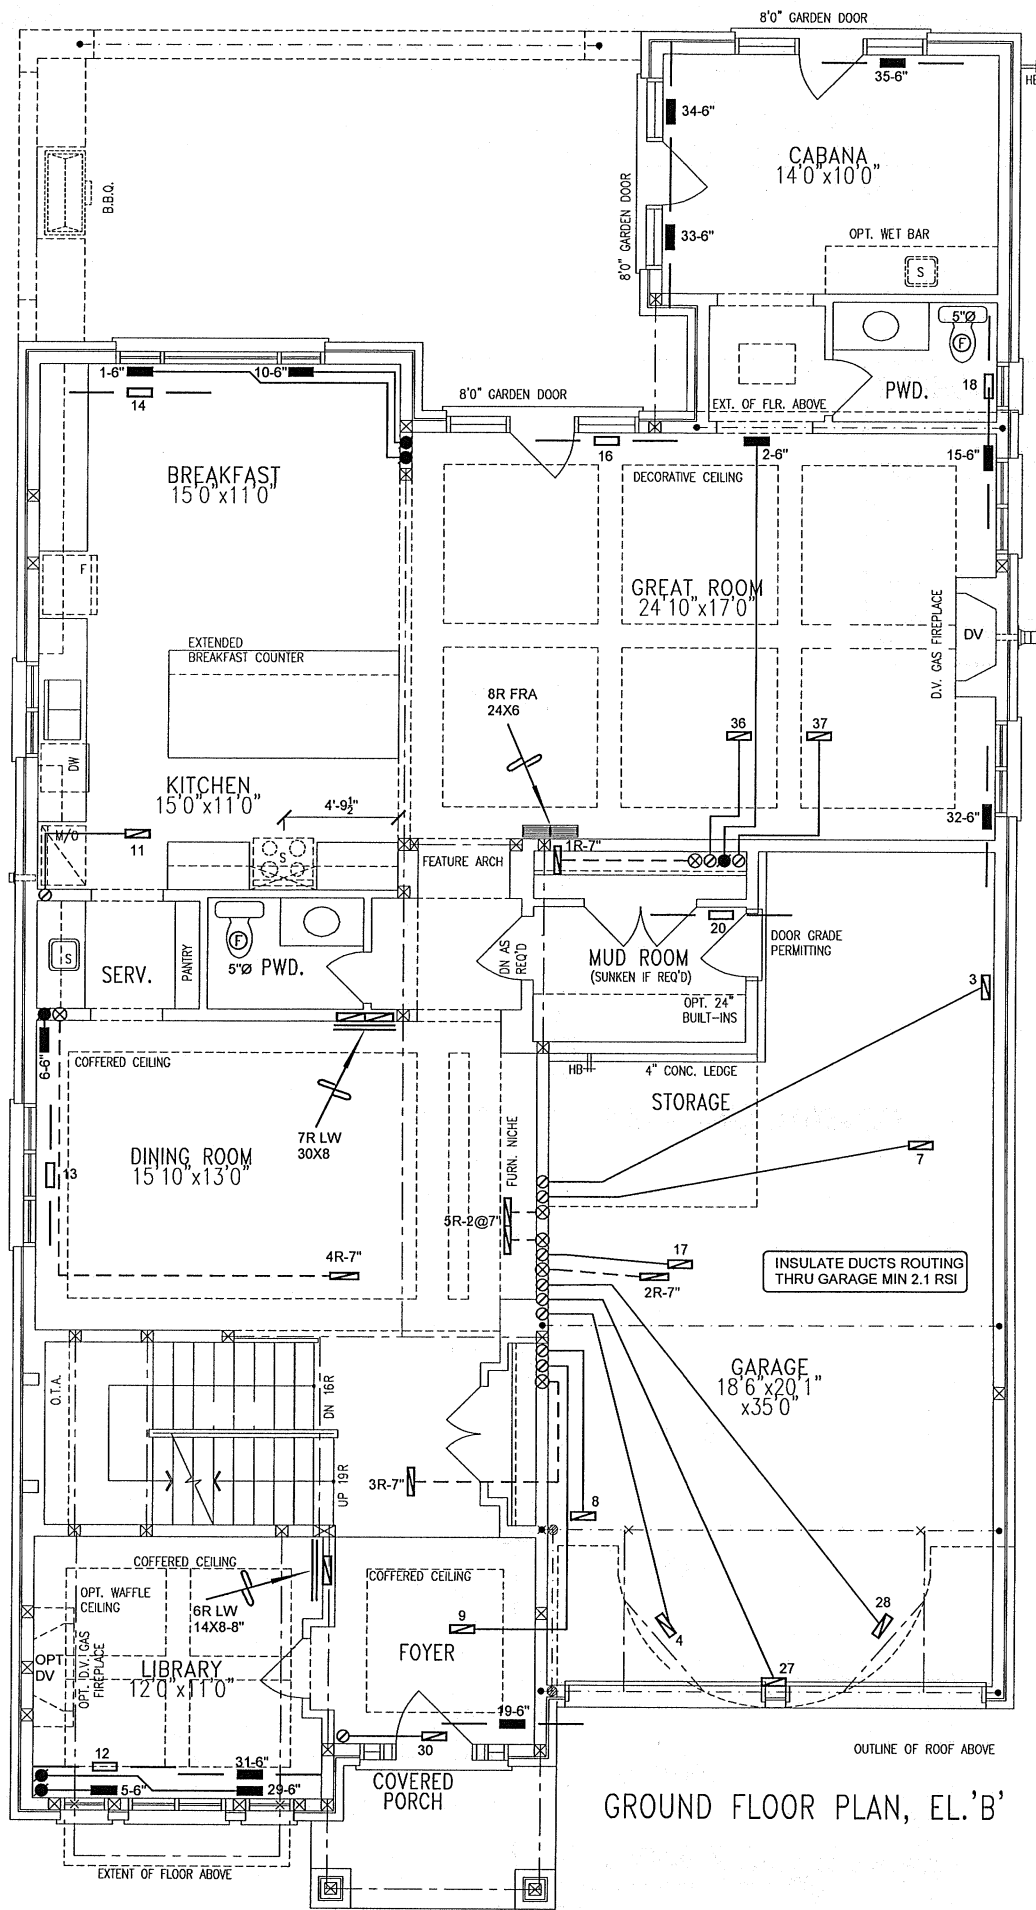 8'0" GARDEN DOOR
35-6"
HB
34-6"
CABANA
14'0"x10'0"
B.B.Q.
8'0" GARDEN DOOR
33-6"
OPT. WET BAR
S
5"Ø
F
18
PWD.
1-6"
10-6"
14
8'0" GARDEN DOOR
EXT. OF FLR. ABOVE
16
2-6"
15-6"
BREAKFAST
15'0"x11'0"
DECORATIVE CEILING
F
GREAT ROOM
24'10"x17'0"
D.V. GAS FIREPLACE
DV
EXTENDED
BREAKFAST COUNTER
8R FRA
24X6
36
37
DW
KITCHEN
15'0"x11'0"
4'-9½"
32-6"
M/O
11
S
FEATURE ARCH
1R-7"
20
DOOR GRADE
PERMITTING
S
SERV.
PANTRY
F
5"Ø
PWD.
DN AS
REQ'D
MUD ROOM
(SUNKEN IF REQ'D)
3
OPT. 24"
BUILT-INS
6-6"
COFFERED CEILING
HB
4" CONC. LEDGE
STORAGE
7R LW
30X8
FURN. NICHE
DINING ROOM
15'10"x13'0"
13
7
5R-2@7"
4R-7"
17
2R-7"
INSULATE DUCTS ROUTING
THRU GARAGE MIN 2.1 RSI
O.T.A.
DN 16R
GARAGE
18'6"x20'1"
x35'0"
UP 19R
3R-7"
8
COFFERED CEILING
COFFERED CEILING
OPT. WAFFLE
CEILING
6R LW
14X8-8"
9
4
28
FOYER
OPT
DV
OPT. D.V. GAS
FIREPLACE
LIBRARY
12'0"x11'0"
27
19-6"
30
12
31-6"
5-6"
29-6"
COVERED
PORCH
OUTLINE OF ROOF ABOVE
GROUND FLOOR PLAN, EL.'B'
EXTENT OF FLOOR ABOVE